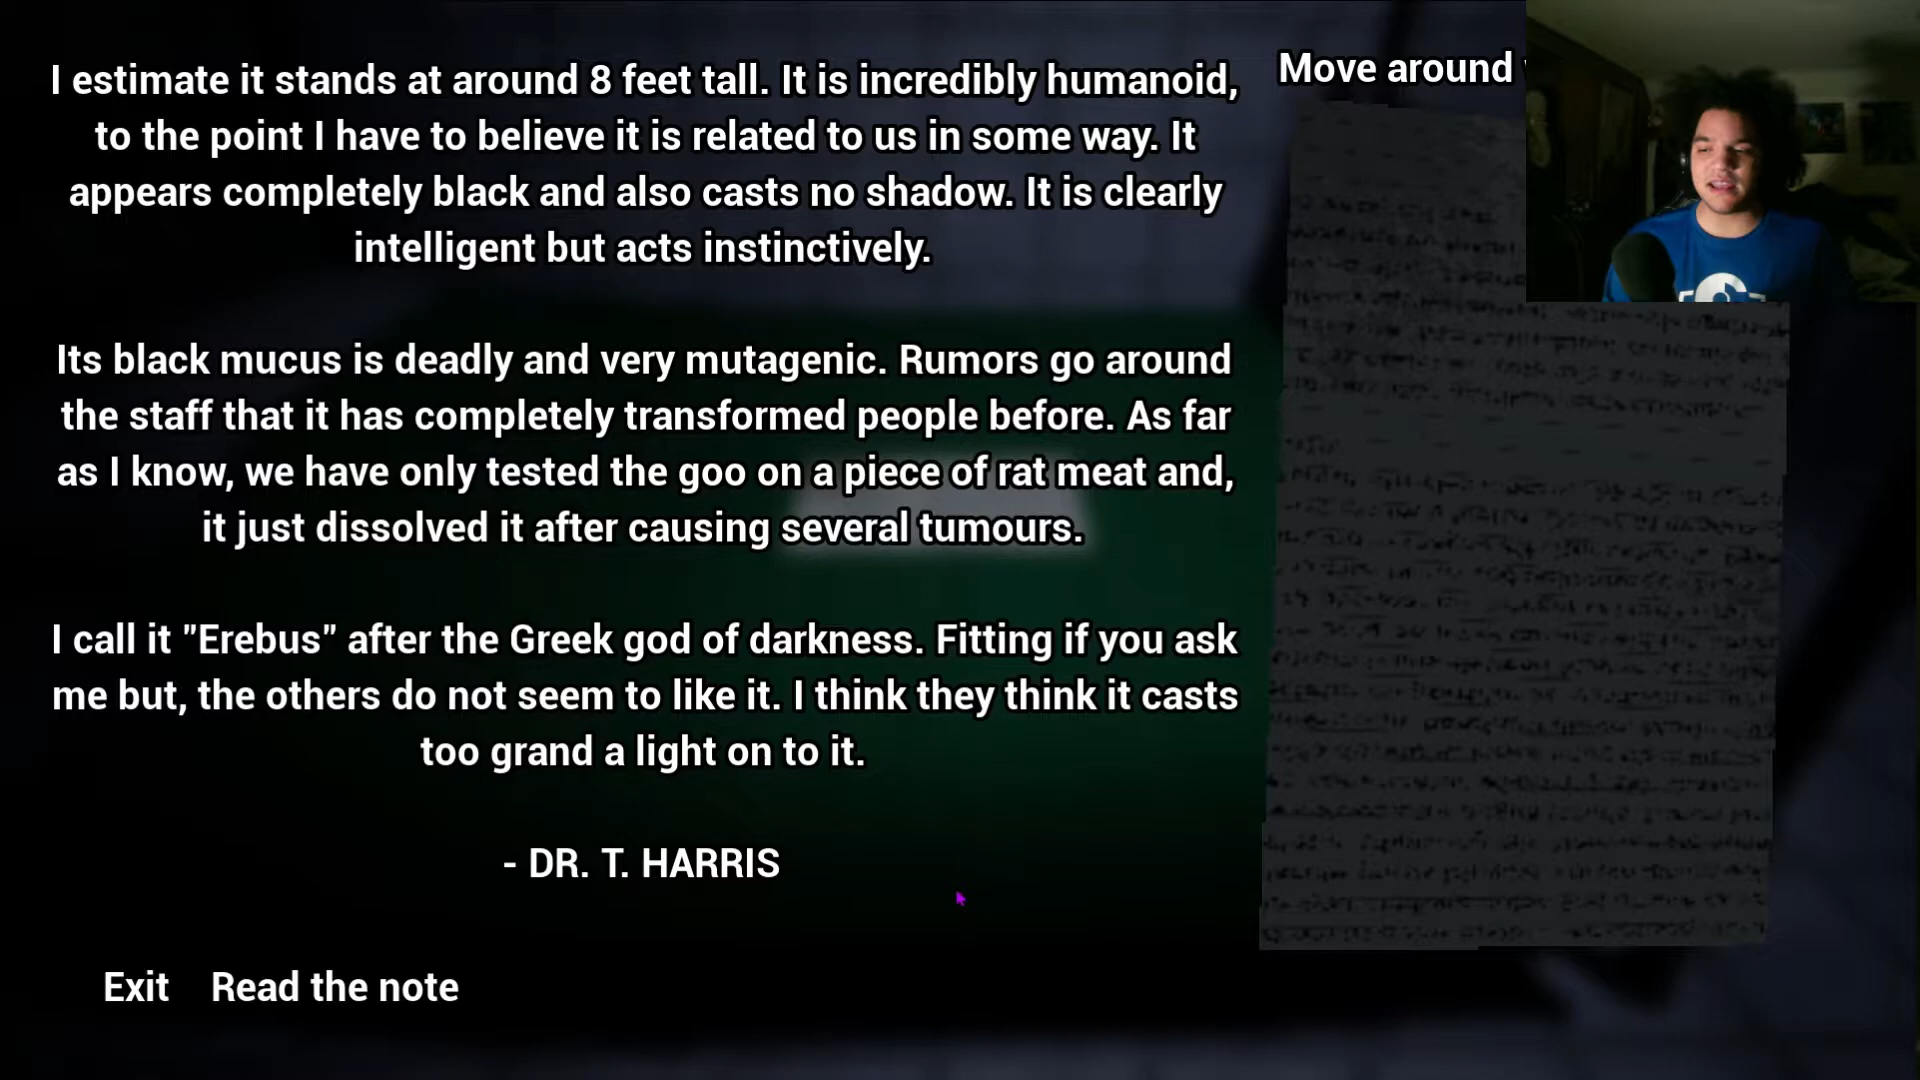 I estimate it stands at around 8 feet tall. It is incredibly humanoid,
to the point I have to believe it is related to us in some way. It
appears completely black and also casts no shadow. It is clearly
intelligent but acts instinctively.
Its black mucus is deadly and very mutagenic. Rumors go around
the staff that it has completely transformed people before. As far
as I know, we have only tested the goo on a piece of rat meat and,
it just dissolved it after causing several tumours.
I call it "Erebus" after the Greek god of darkness. Fitting if you ask
me but, the others do not seem to like it. I think they think it casts
too grand a light on to it.
- DR. T. HARRIS
Exit Read the note
Move around